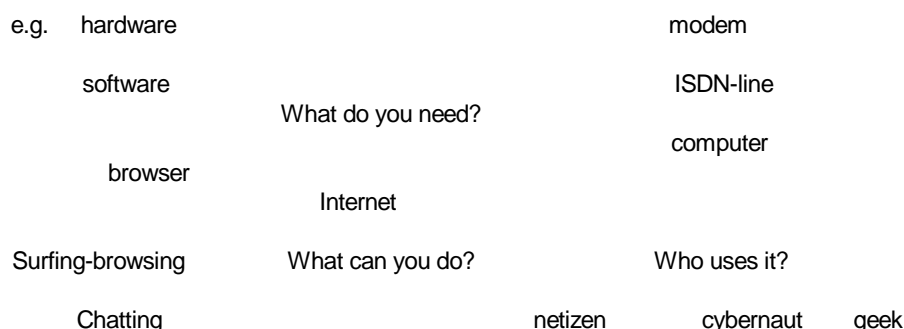 e.g. hardware modem
software ISDN-line
What do you need?
computer
browser
Internet
Surfing-browsing What can you do? Who uses it?
Chatting netizen cybernaut geek